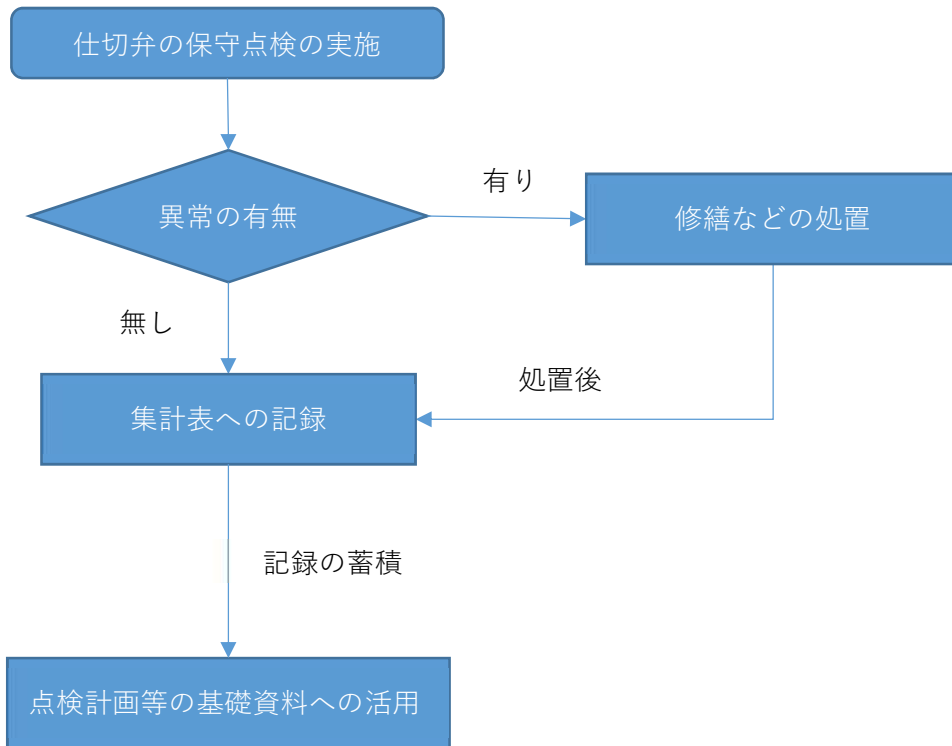 仕切弁の保守点検の実施
異常の有無
有り
修繕などの処置
無し
処置後
集計表への記録
記録の蓄積
点検計画等の基礎資料への活用